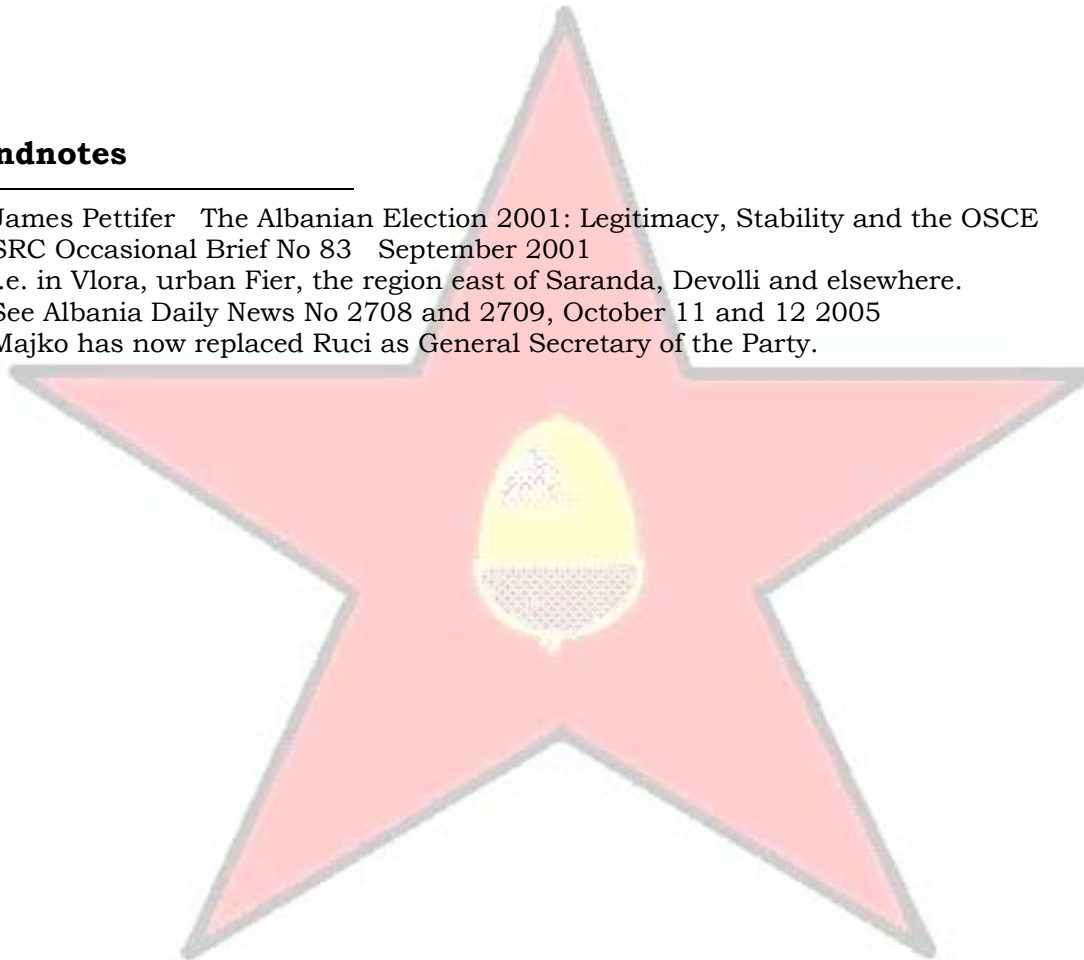 ndnotes
James Pettifer The Albanian Election 2001: Legitimacy, Stability and the OSCE
SRC Occasional Brief No 83 September 2001
.e. in Vlora, urban Fier, the region east of Saranda, Devolli and elsewhere.
See Albania Daily News No 2708 and 2709, October 11 and 12 2005
Majko has now replaced Ruci as General Secretary of the Party.